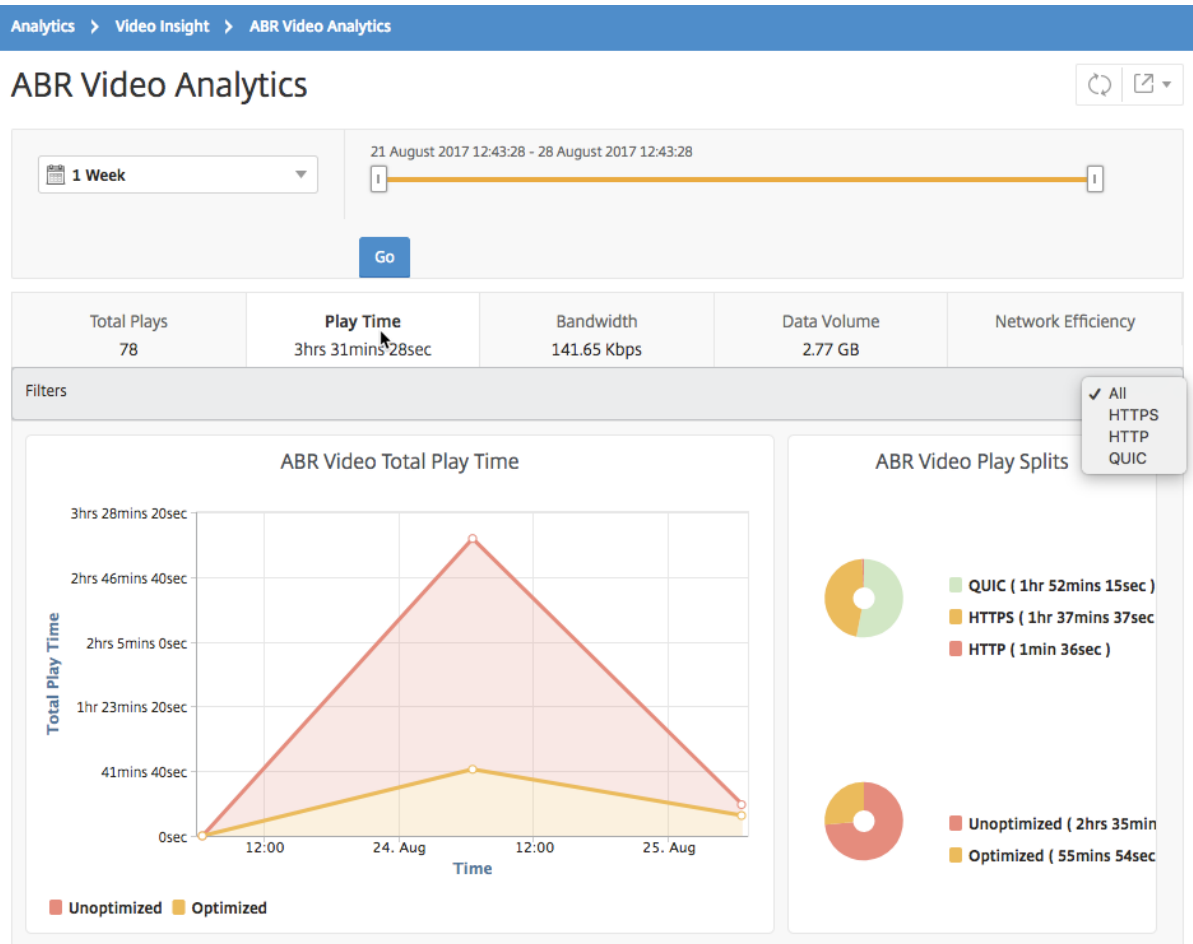 Analytics > Video Insight > ABR Video Analytics
ABR Video Analytics
21 August 2017 12:43:28 - 28 August 2017 12:43:28
1 Week
Go
Total Plays
78
Play Time
3hrs 31mins 28sec
Bandwidth
141.65 Kbps
Data Volume
2.77 GB
Network Efficiency
Filters
✓ All
HTTPS
HTTP
QUIC
ABR Video Total Play Time
3hrs 28mins 20sec
2hrs 46mins 40sec
2hrs 5mins 0sec
1hr 23mins 20sec
41mins 40sec
0sec
Total Play Time
12:00
24. Aug
12:00
25. Aug
Time
Unoptimized
Optimized
ABR Video Play Splits
QUIC ( 1hr 52mins 15sec )
HTTPS ( 1hr 37mins 37sec
HTTP ( 1min 36sec )
Unoptimized ( 2hrs 35min
Optimized ( 55mins 54sec